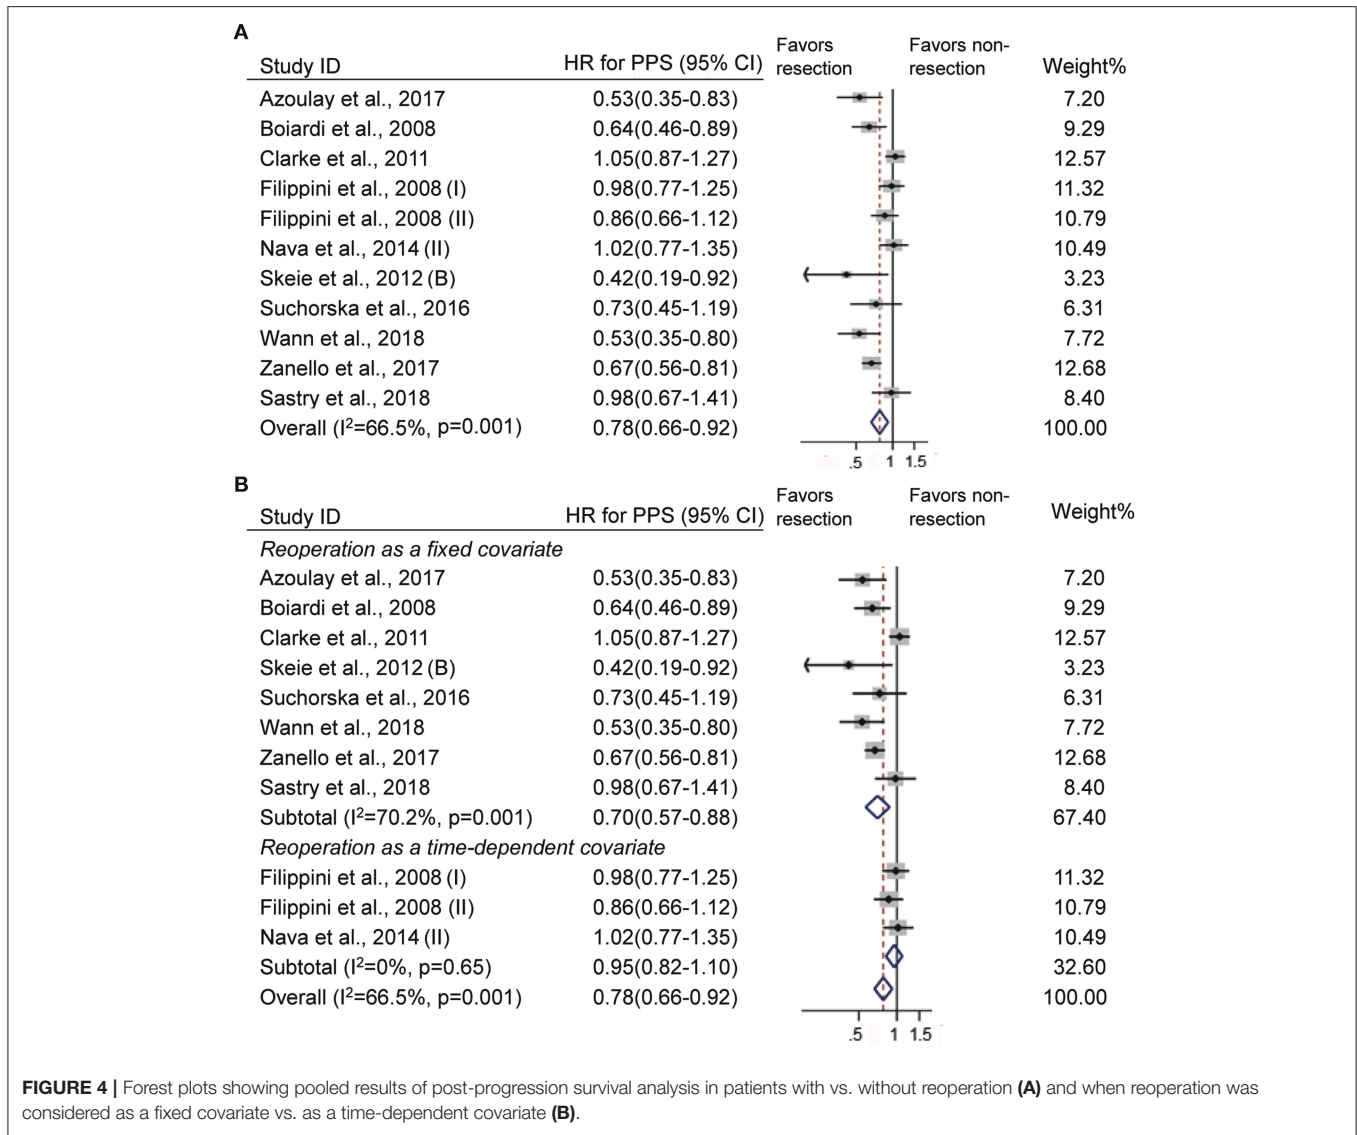 A
Study ID HR for PPS (95% CI) Favors resection Favors non-resection Weight%
Azoulay et al., 2017 0.53(0.35-0.83) 7.20
Boiardi et al., 2008 0.64(0.46-0.89) 9.29
Clarke et al., 2011 1.05(0.87-1.27) 12.57
Filippini et al., 2008 (I) 0.98(0.77-1.25) 11.32
Filippini et al., 2008 (II) 0.86(0.66-1.12) 10.79
Nava et al., 2014 (II) 1.02(0.77-1.35) 10.49
Skeie et al., 2012 (B) 0.42(0.19-0.92) 3.23
Suchorska et al., 2016 0.73(0.45-1.19) 6.31
Wann et al., 2018 0.53(0.35-0.80) 7.72
Zanello et al., 2017 0.67(0.56-0.81) 12.68
Sastry et al., 2018 0.98(0.67-1.41) 8.40
Overall (I²=66.5%, p=0.001) 0.78(0.66-0.92) 100.00
.5 1 1.5
B
Study ID HR for PPS (95% CI) Favors resection Favors non-resection Weight%
Reoperation as a fixed covariate
Azoulay et al., 2017 0.53(0.35-0.83) 7.20
Boiardi et al., 2008 0.64(0.46-0.89) 9.29
Clarke et al., 2011 1.05(0.87-1.27) 12.57
Skeie et al., 2012 (B) 0.42(0.19-0.92) 3.23
Suchorska et al., 2016 0.73(0.45-1.19) 6.31
Wann et al., 2018 0.53(0.35-0.80) 7.72
Zanello et al., 2017 0.67(0.56-0.81) 12.68
Sastry et al., 2018 0.98(0.67-1.41) 8.40
Subtotal (I²=70.2%, p=0.001) 0.70(0.57-0.88) 67.40
Reoperation as a time-dependent covariate
Filippini et al., 2008 (I) 0.98(0.77-1.25) 11.32
Filippini et al., 2008 (II) 0.86(0.66-1.12) 10.79
Nava et al., 2014 (II) 1.02(0.77-1.35) 10.49
Subtotal (I²=0%, p=0.65) 0.95(0.82-1.10) 32.60
Overall (I²=66.5%, p=0.001) 0.78(0.66-0.92) 100.00
.5 1 1.5
FIGURE 4 | Forest plots showing pooled results of post-progression survival analysis in patients with vs. without reoperation (A) and when reoperation was
considered as a fixed covariate vs. as a time-dependent covariate (B).